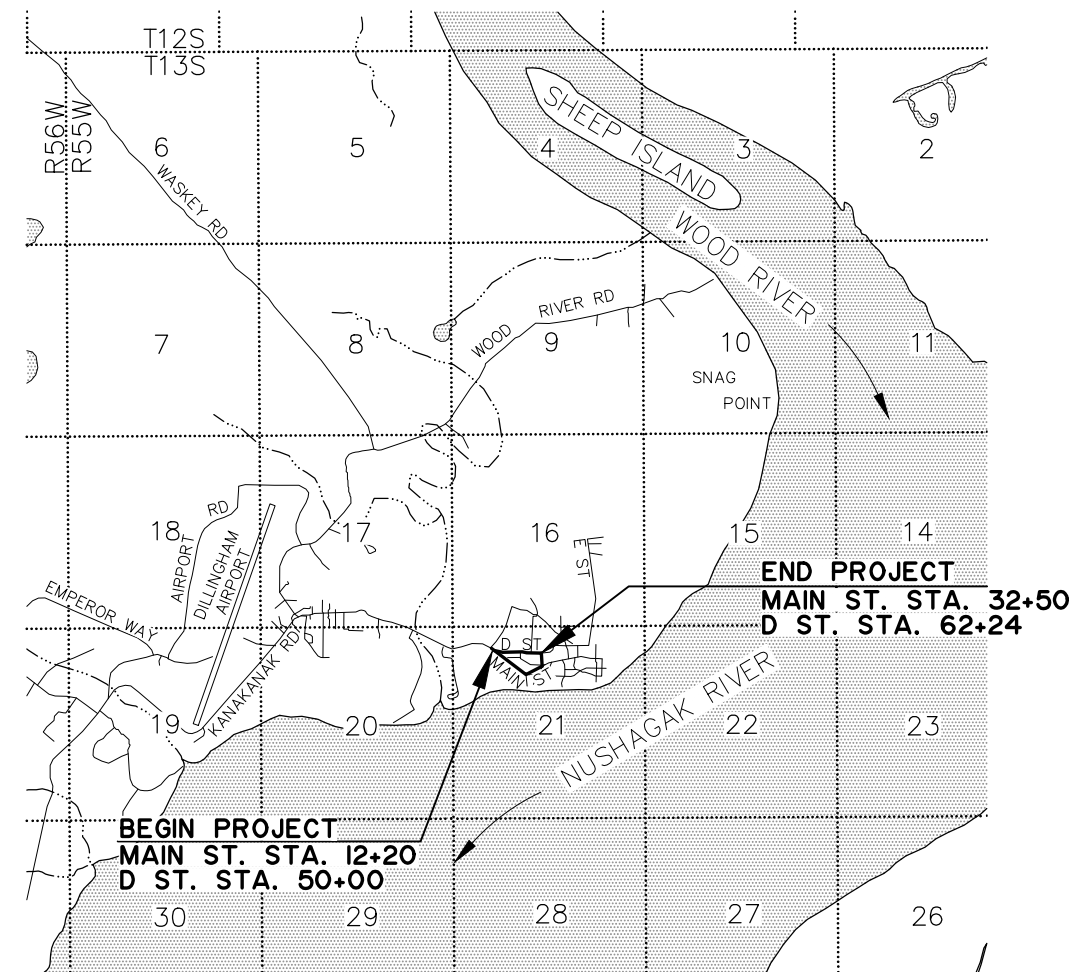 T12S
T13S
R56W
R55W
6
5
4
3
2
SHEEP ISLAND
WASKEY RD
WOOD RIVER
7
8
9
10
11
WOOD RIVER RD
SNAG
POINT
18
17
16
15
14
AIRPORT RD
DILLINGHAM
AIRPORT
E ST
EMPEROR WAY
KANAKANAK RD
D ST
MAIN ST
END PROJECT
MAIN ST. STA. 32+50
D ST. STA. 62+24
19
20
21
22
23
NUSHAGAK RIVER
BEGIN PROJECT
MAIN ST. STA. 12+20
D ST. STA. 50+00
30
29
28
27
26